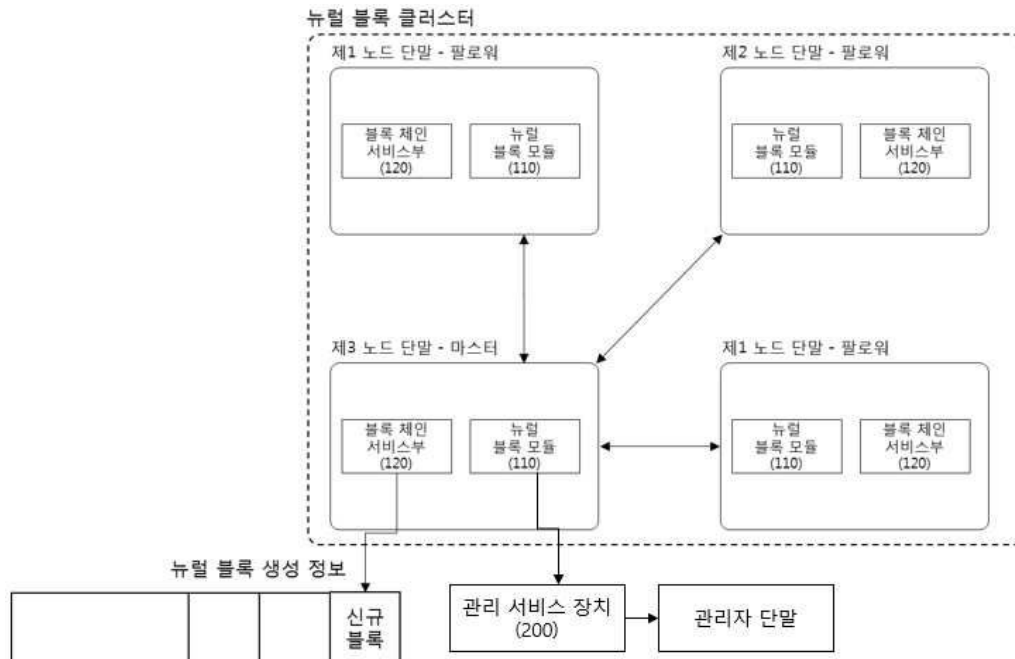 뉴럴 블록 클러스터
제1 노드 단말 - 팔로워
제2 노드 단말 - 팔로워
블록 체인
서비스부
(120)
뉴럴
블록 모듈
(110)
뉴럴
블록 모듈
(110)
블록 체인
서비스부
(120)
제3 노드 단말 - 마스터
제1 노드 단말 - 팔로워
블록 체인
서비스부
(120)
뉴럴
블록 모듈
(110)
뉴럴
블록 모듈
(110)
블록 체인
서비스부
(120)
뉴럴 블록 생성 정보
신규
블록
관리 서비스 장치
(200)
관리자 단말